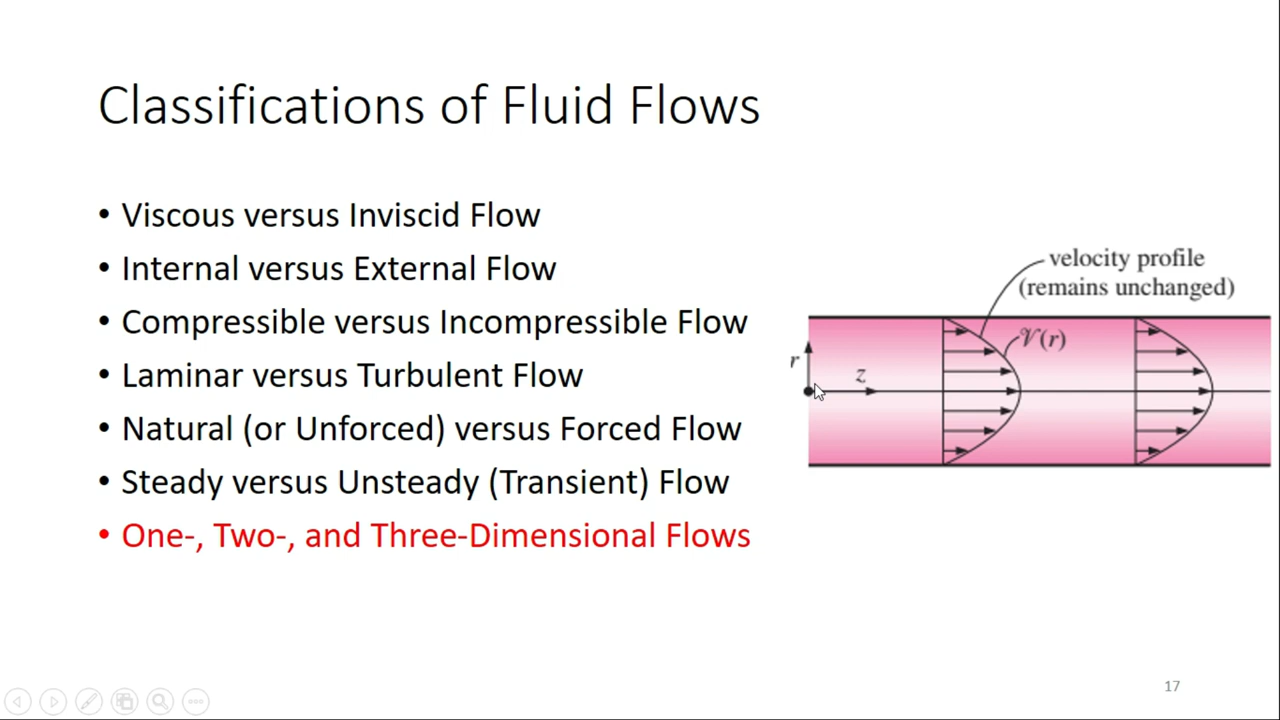 Classifications of Fluid Flows
• Viscous versus Inviscid Flow
• Internal versus External Flow
• Compressible versus Incompressible Flow
• Laminar versus Turbulent Flow
• Natural (or Unforced) versus Forced Flow
• Steady versus Unsteady (Transient) Flow
• One-, Two-, and Three-Dimensional Flows
velocity profile
(remains unchanged)
𝒱(r)
r
z
17